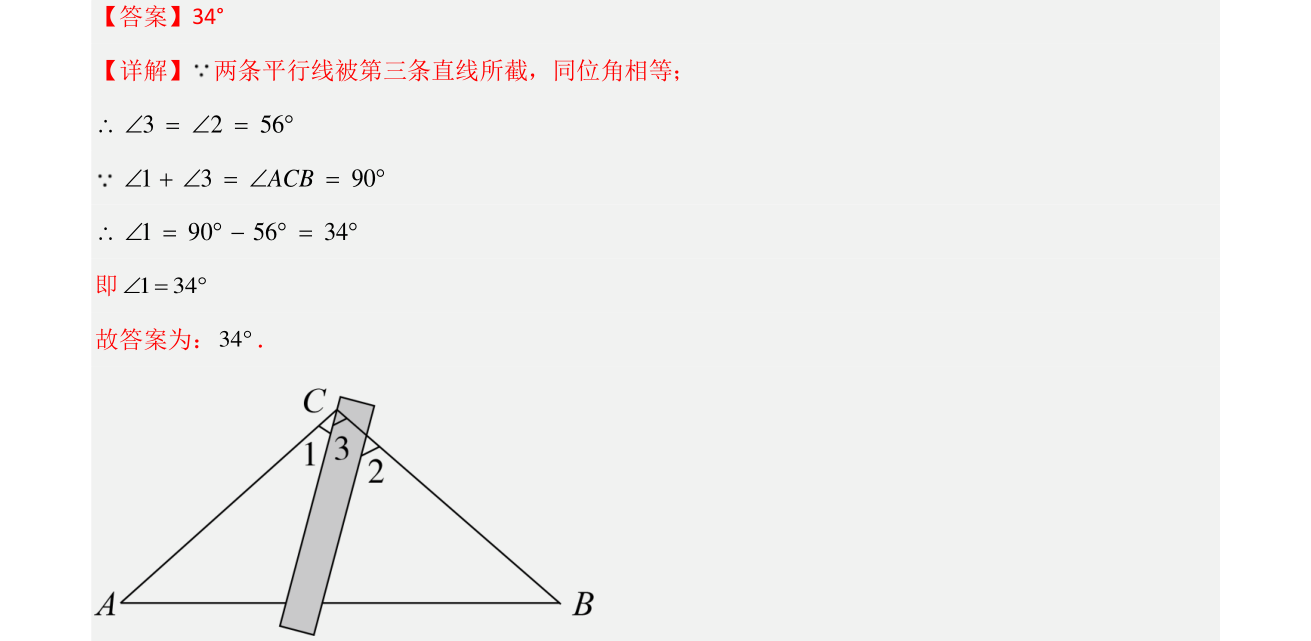 【答案】34°
【详解】∵两条平行线被第三条直线所截，同位角相等；
∴ ∠3 = ∠2 = 56°
∵ ∠1 + ∠3 = ∠ACB = 90°
∴ ∠1 = 90° − 56° = 34°
即∠1=34°
故答案为：34°．
C
1 3
2
A
B